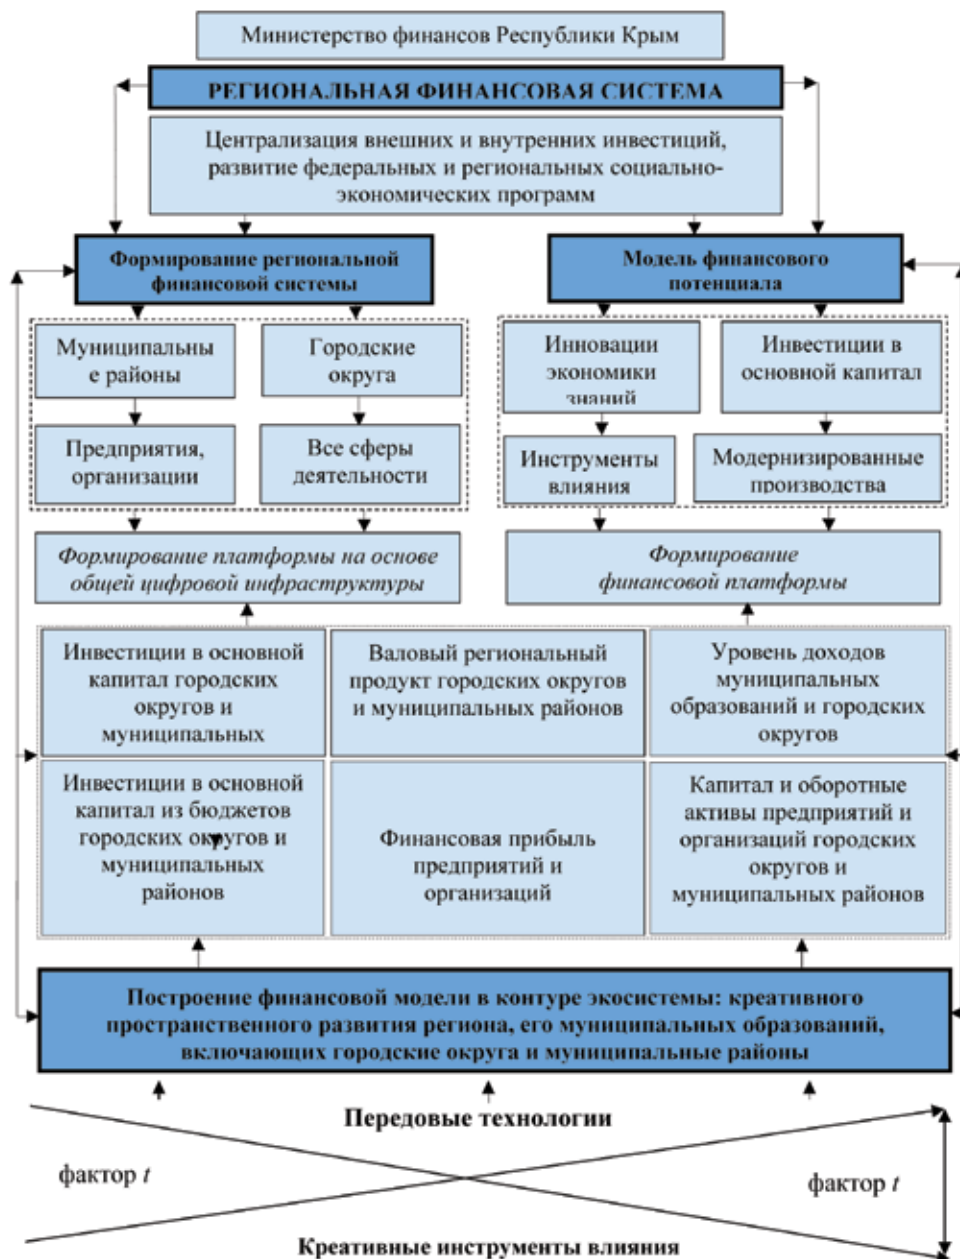 Министерство финансов Республики Крым
РЕГИОНАЛЬНАЯ ФИНАНСОВАЯ СИСТЕМА
Централизация внешних и внутренних инвестиций,
развитие федеральных и региональных социально-
экономических программ
Формирование региональной
финансовой системы
Модель финансового
потенциала
Муниципальны
е районы
Городские
округа
Инновации
экономики
знаний
Инвестиции в
основной капитал
Предприятия,
организации
Все сферы
деятельности
Инструменты
влияния
Модернизированные
производства
Формирование платформы на основе
общей цифровой инфраструктуры
Формирование
финансовой платформы
Инвестиции в основной
капитал городских
округов и
муниципальных
Валовый региональный
продукт городских округов
и муниципальных районов
Уровень доходов
муниципальных
образований и городских
округов
Инвестиции в основной
капитал из бюджетов
городских округов и
муниципальных
районов
Финансовая прибыль
предприятий и
организаций
Капитал и оборотные
активы предприятий и
организаций городских
округов и
муниципальных районов
Построение финансовой модели в контуре экосистемы: креативного
пространственного развития региона, его муниципальных образований,
включающих городские округа и муниципальные районы
Передовые технологии
фактор t
фактор t
Креативные инструменты влияния